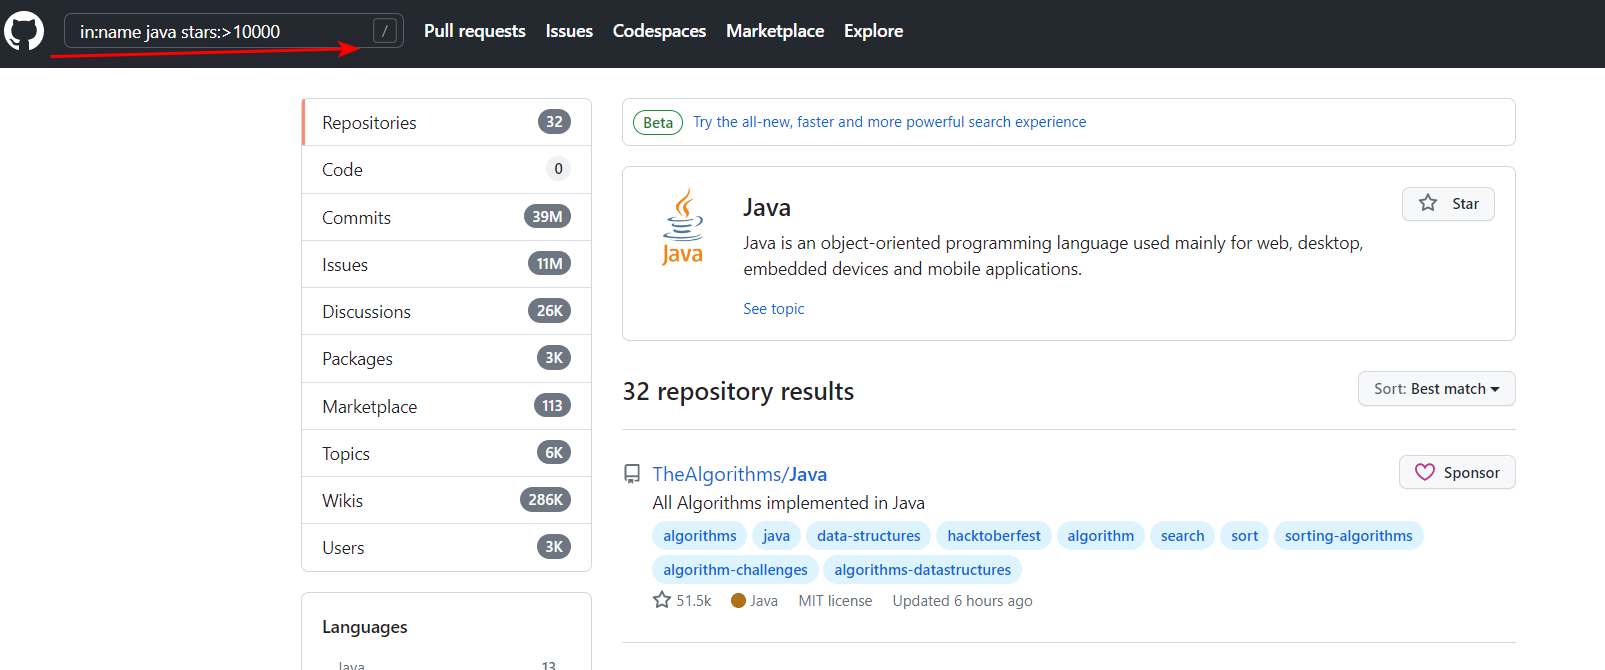 in:name java stars:>10000 /
Pull requests Issues Codespaces Marketplace Explore
Repositories 32
Code 0
Commits 39M
Issues 11M
Discussions 26K
Packages 3K
Marketplace 113
Topics 6K
Wikis 286K
Users 3K
Languages
Java 13
Beta Try the all-new, faster and more powerful search experience
Java
Java
Star
Java is an object-oriented programming language used mainly for web, desktop,
embedded devices and mobile applications.
See topic
32 repository results
Sort: Best match
TheAlgorithms/Java
Sponsor
All Algorithms implemented in Java
algorithms java data-structures hacktoberfest algorithm search sort sorting-algorithms
algorithm-challenges algorithms-datastructures
51.5k Java MIT license Updated 6 hours ago